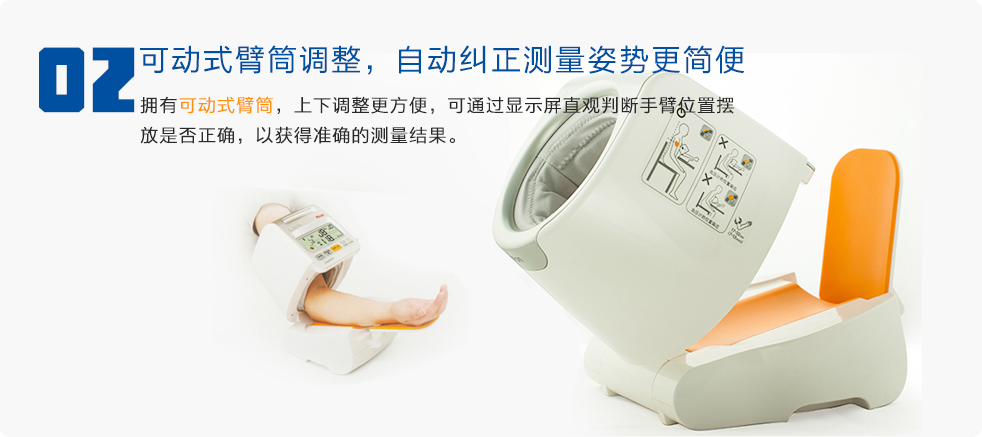 02
可动式臂筒调整，自动纠正测量姿势更简便
拥有可动式臂筒，上下调整更方便，可通过显示屏直观判断手臂位置摆
放是否正确，以获得准确的测量结果。